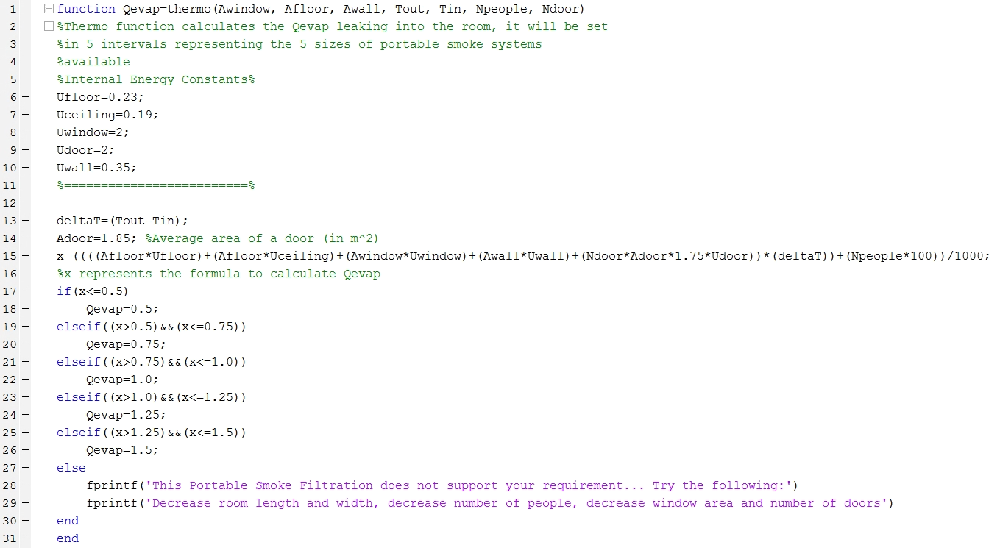 1 function Qevap=thermo(Awindow, Afloor, Awall, Tout, Tin, Npeople, Ndoor)
2 %Thermo function calculates the Qevap leaking into the room, it will be set
3 %in 5 intervals representing the 5 sizes of portable smoke systems
4 %available
5 %Internal Energy Constants%
6 – Ufloor=0.23;
7 – Uceiling=0.19;
8 – Uwindow=2;
9 – Udoor=2;
10 – Uwall=0.35;
11 %=========================%
12
13 – deltaT=(Tout-Tin);
14 – Adoor=1.85; %Average area of a door (in m^2)
15 – x=((((Afloor*Ufloor)+(Afloor*Uceiling)+(Awindow*Uwindow)+(Awall*Uwall)+(Ndoor*Adoor*1.75*Udoor))*(deltaT))+(Npeople*100))/1000;
16 %x represents the formula to calculate Qevap
17 – if(x<=0.5)
18 – Qevap=0.5;
19 – elseif((x>0.5)&&(x<=0.75))
20 – Qevap=0.75;
21 – elseif((x>0.75)&&(x<=1.0))
22 – Qevap=1.0;
23 – elseif((x>1.0)&&(x<=1.25))
24 – Qevap=1.25;
25 – elseif((x>1.25)&&(x<=1.5))
26 – Qevap=1.5;
27 – else
28 – fprintf('This Portable Smoke Filtration does not support your requirement... Try the following:')
29 – fprintf('Decrease room length and width, decrease number of people, decrease window area and number of doors')
30 – end
31 – end